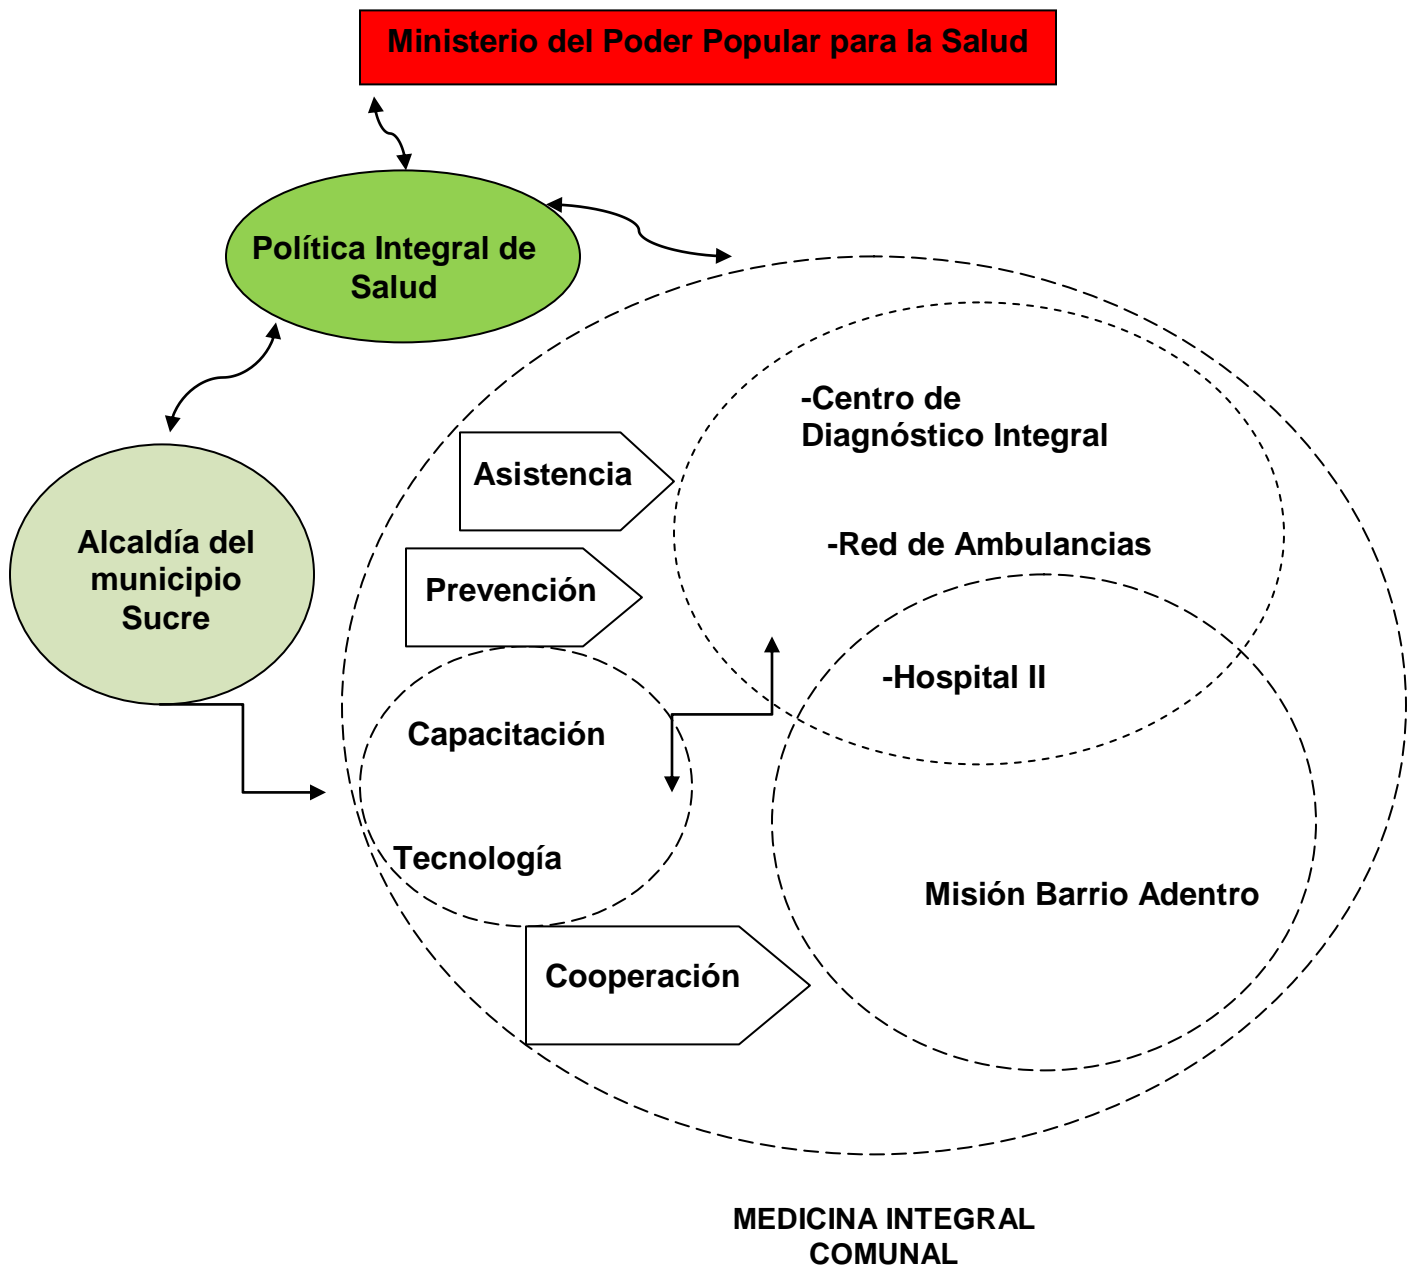 Ministerio del Poder Popular para la Salud
Política Integral de
Salud
-Centro de
Diagnóstico Integral
Asistencia
-Red de Ambulancias
Alcaldía del
municipio
Sucre
Prevención
-Hospital II
Capacitación
Tecnología
Misión Barrio Adentro
Cooperación
MEDICINA INTEGRAL
COMUNAL